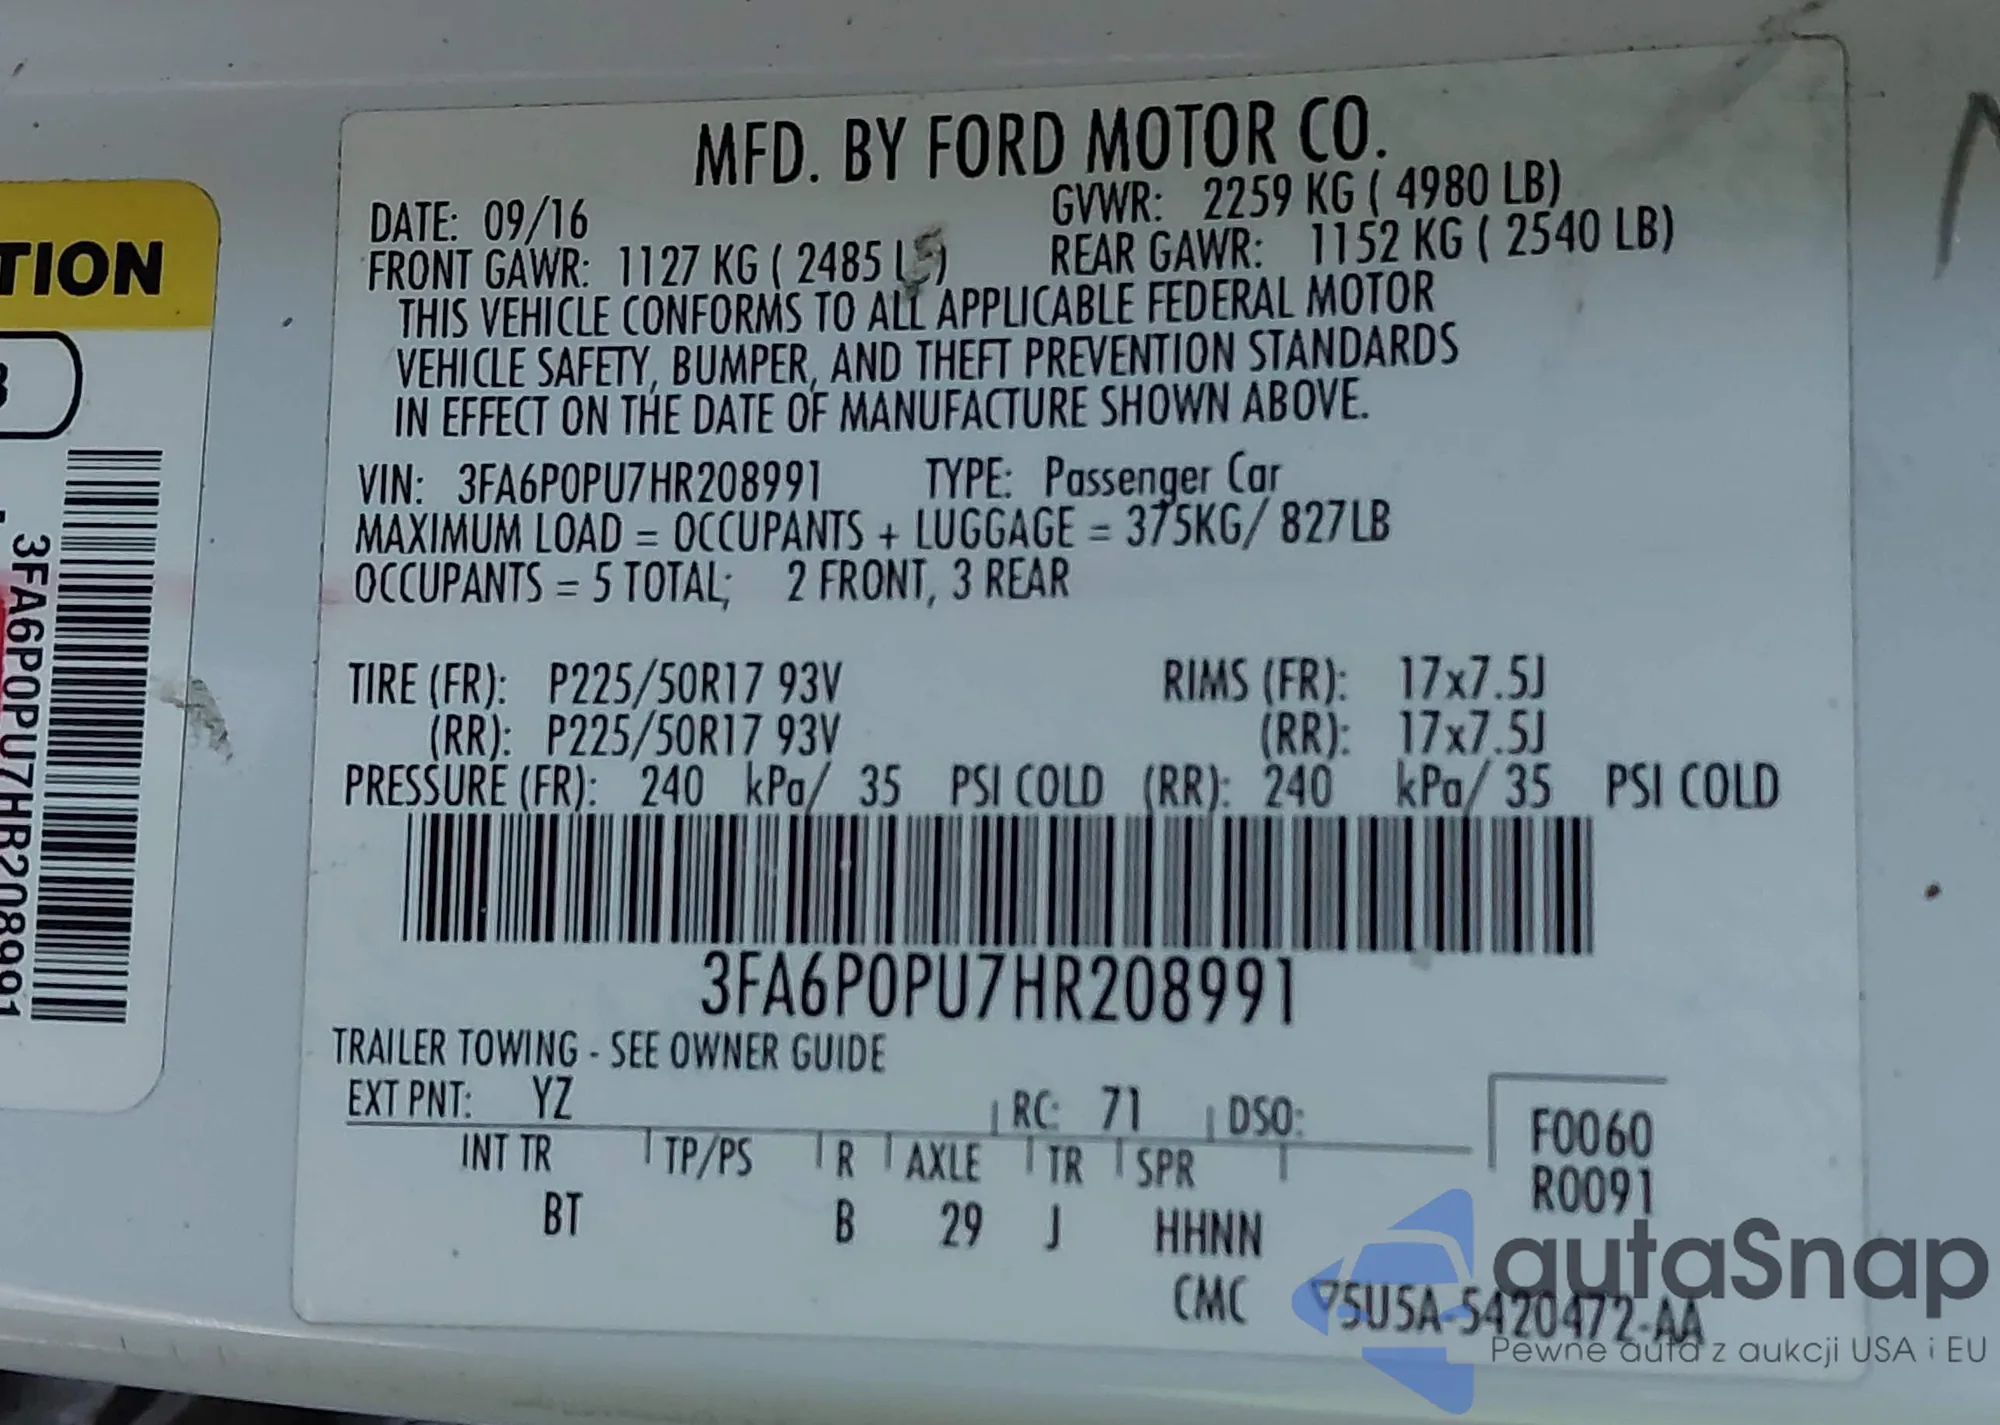 MFD. BY FORD MOTOR CO.
DATE: 09/16 GVWR: 2259 KG ( 4980 LB)
FRONT GAWR: 1127 KG ( 2485 L ) REAR GAWR: 1152 KG ( 2540 LB)
THIS VEHICLE CONFORMS TO ALL APPLICABLE FEDERAL MOTOR
VEHICLE SAFETY, BUMPER, AND THEFT PREVENTION STANDARDS
IN EFFECT ON THE DATE OF MANUFACTURE SHOWN ABOVE.
VIN: 3FA6P0PU7HR208991 TYPE: Passenger Car
MAXIMUM LOAD = OCCUPANTS + LUGGAGE = 375KG/ 827LB
OCCUPANTS = 5 TOTAL; 2 FRONT, 3 REAR
TIRE (FR): P225/50R17 93V RIMS (FR): 17x7.5J
(RR): P225/50R17 93V (RR): 17x7.5J
PRESSURE (FR): 240 kPa/ 35 PSI COLD (RR): 240 kPa/ 35 PSI COLD
3FA6P0PU7HR208991
TRAILER TOWING - SEE OWNER GUIDE
EXT PNT: YZ RC: 71 DSO:
INT TR TP/PS R AXLE TR SPR
BT B 29 J HHNN
CMC
F0060
R0091
5U5A-5420472-AA
TION
3FA6P0PU7HR208991
autaSnap
Pewne auta z aukcji USA i EU